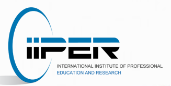 iiPER
INTERNATIONAL INSTITUTE OF PROFESSIONAL
EDUCATION AND RESEARCH